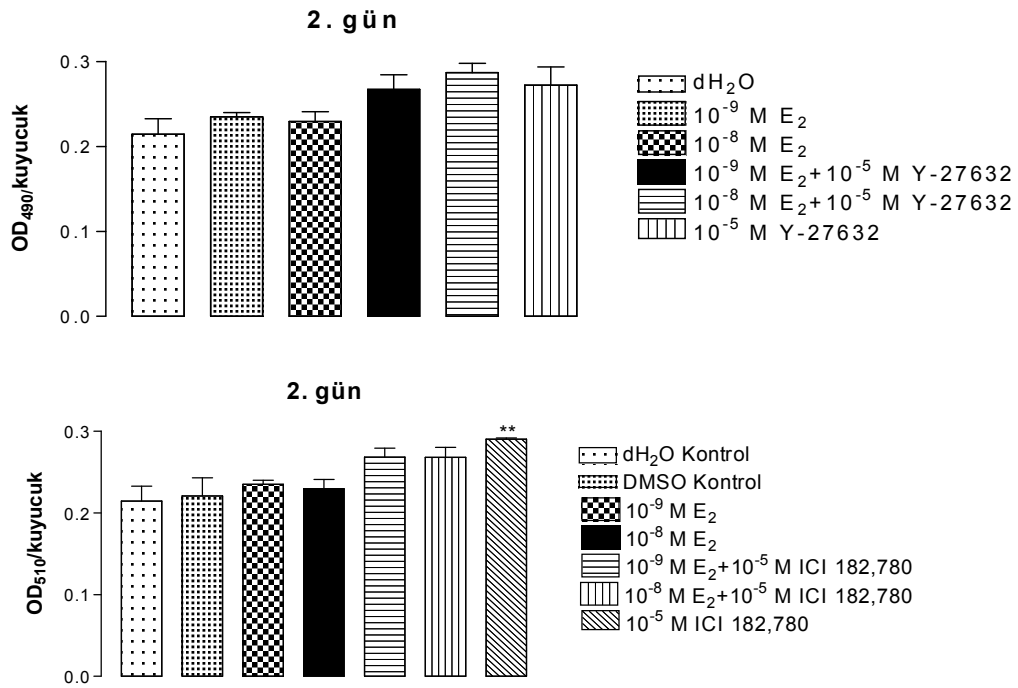 2. gün
OD₄₉₀/kuyucuk
0.3
0.2
0.1
0.0
dH₂O
10⁻⁹ M E₂
10⁻⁸ M E₂
10⁻⁹ M E₂+10⁻⁵ M Y-27632
10⁻⁸ M E₂+10⁻⁵ M Y-27632
10⁻⁵ M Y-27632
2. gün
OD₅₁₀/kuyucuk
0.3
0.2
0.1
0.0
**
dH₂O Kontrol
DMSO Kontrol
10⁻⁹ M E₂
10⁻⁸ M E₂
10⁻⁹ M E₂+10⁻⁵ M ICI 182,780
10⁻⁸ M E₂+10⁻⁵ M ICI 182,780
10⁻⁵ M ICI 182,780